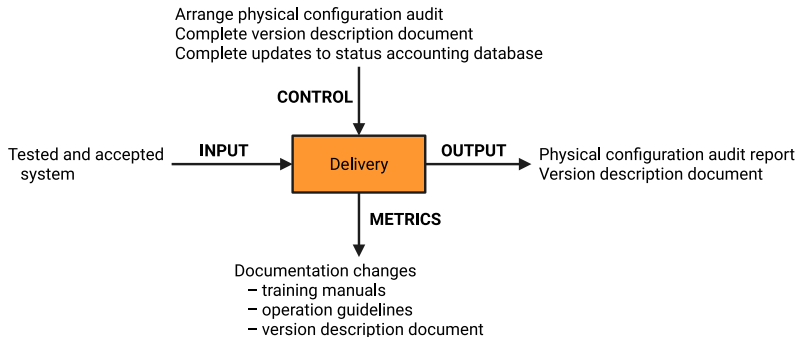 Arrange physical configuration audit
Complete version description document
Complete updates to status accounting database
CONTROL
Tested and accepted
system
INPUT
Delivery
OUTPUT
Physical configuration audit report
Version description document
METRICS
Documentation changes
– training manuals
– operation guidelines
– version description document